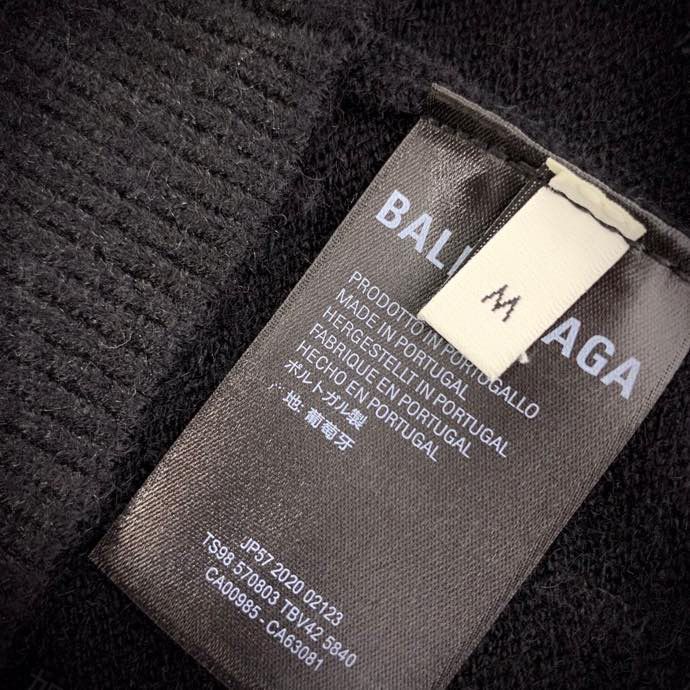 BAL AGA
M
PRODOTTO IN PORTOGALLO
MADE IN PORTUGAL
HERGESTELLT IN PORTUGAL
FABRIQUE EN PORTUGAL
HECHO EN PORTUGAL
ポルトガル製
地: 葡萄牙
JP57 2020 02123
TS98 570803 TBV42 5840
CA00985 - CA63081